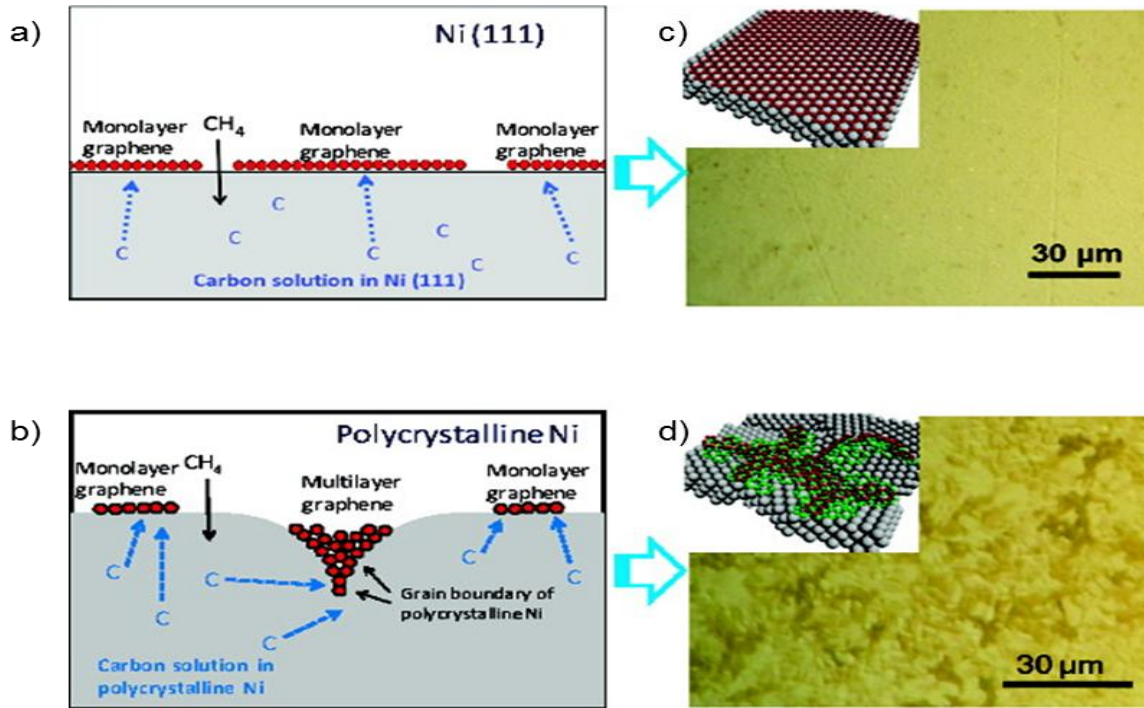 a)
Ni (111)
Monolayer
graphene
CH4
Monolayer
graphene
Monolayer
graphene
C
C
C
C
C
C
C
C
Carbon solution in Ni (111)
c)
30 µm
b)
Polycrystalline Ni
Monolayer
graphene
CH4
Multilayer
graphene
Monolayer
graphene
C
C
C
C
C
Grain boundary of
polycrystalline Ni
Carbon solution in
polycrystalline Ni
d)
30 µm